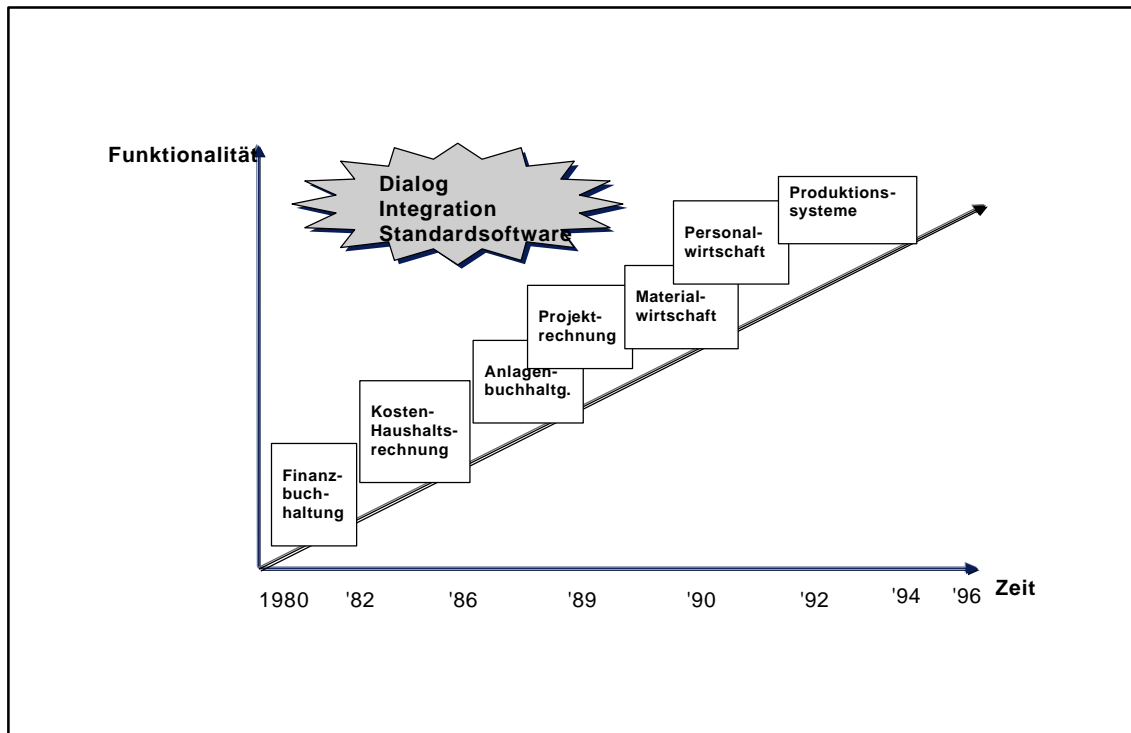 Funktionalität
Dialog
Integration
Standardsoftware
Produktions-
systeme
Personal-
wirtschaft
Material-
wirtschaft
Projekt-
rechnung
Anlagen-
buchhaltg.
Kosten-
Haushalts-
rechnung
Finanz-
buch-
haltung
1980 '82 '86 '89 '90 '92 '94 '96 Zeit